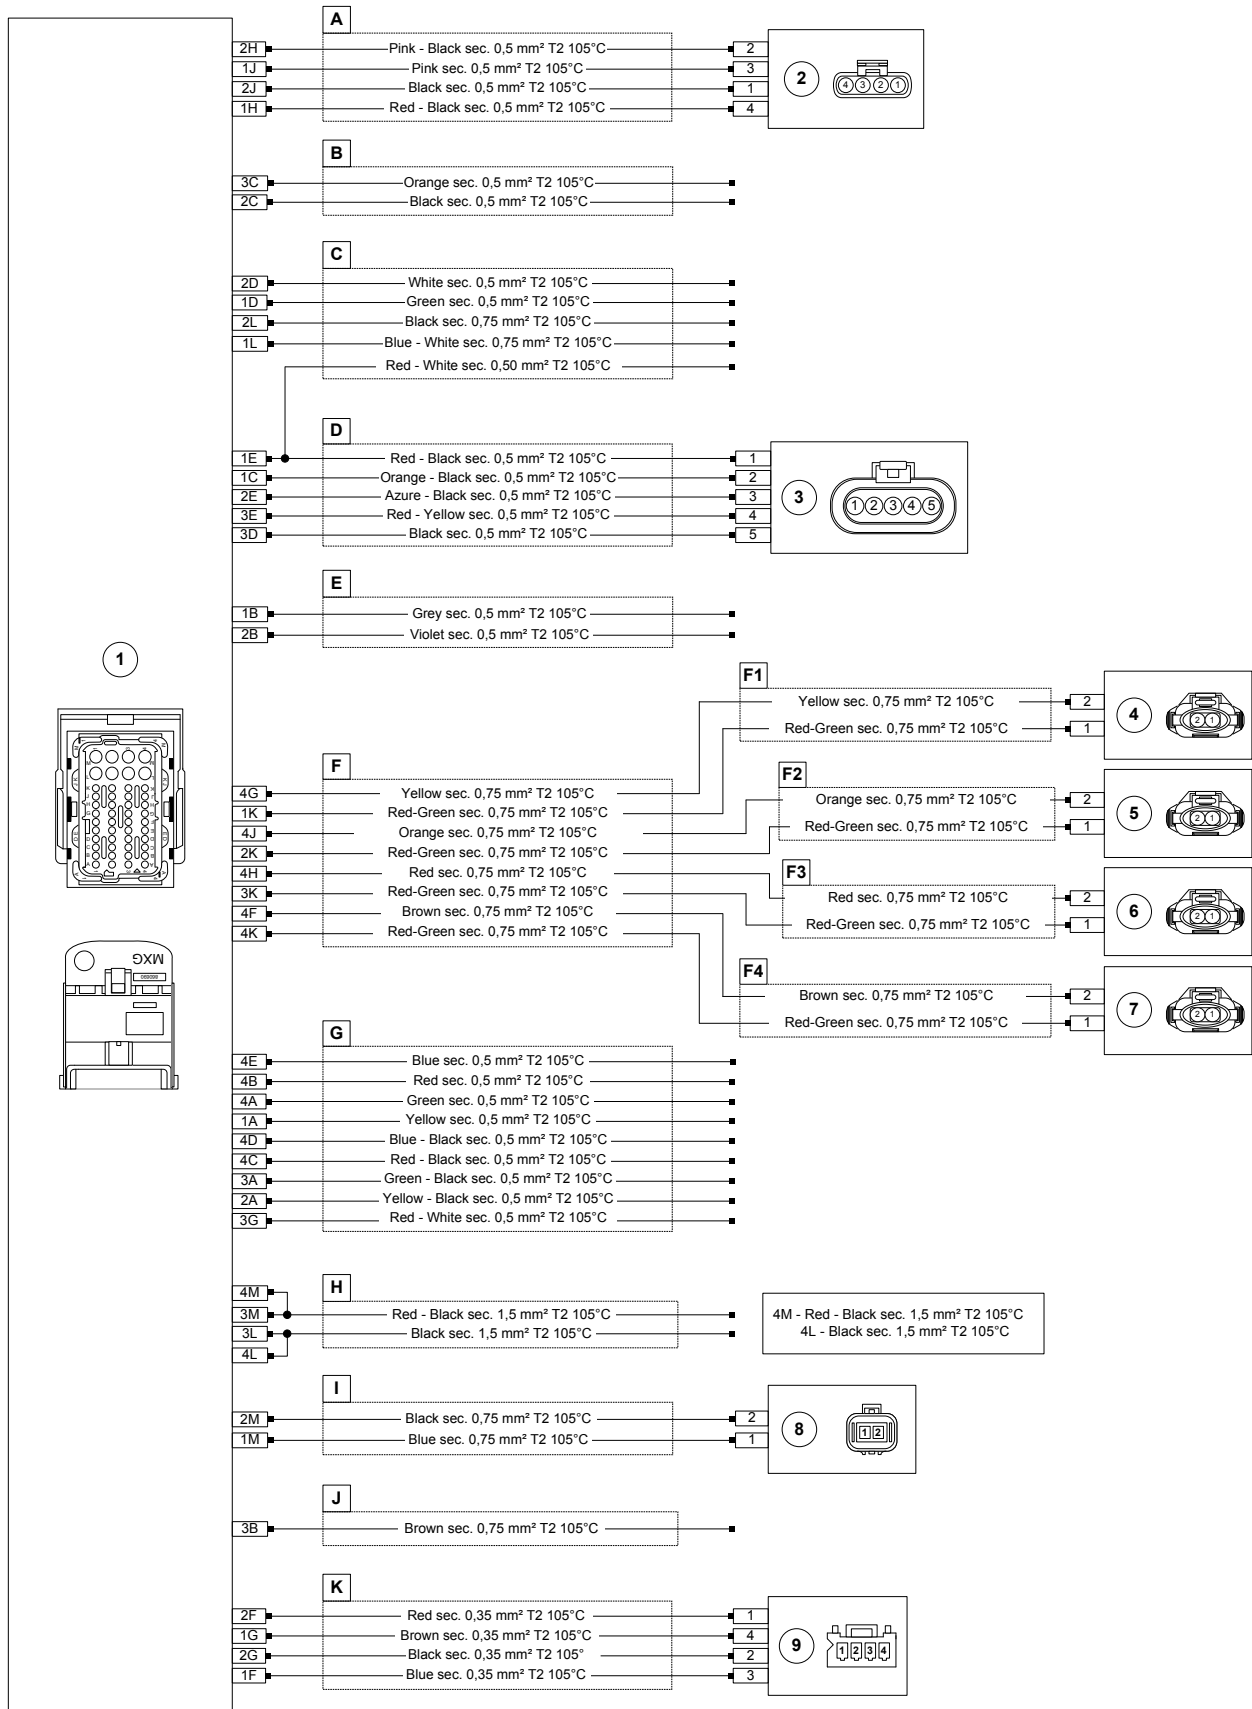 A
2H Pink - Black sec. 0,5 mm² T2 105°C 2
1J Pink sec. 0,5 mm² T2 105°C 3
2J Black sec. 0,5 mm² T2 105°C 1
1H Red - Black sec. 0,5 mm² T2 105°C 4
2
4 3 2 1
B
3C Orange sec. 0,5 mm² T2 105°C
2C Black sec. 0,5 mm² T2 105°C
C
2D White sec. 0,5 mm² T2 105°C
1D Green sec. 0,5 mm² T2 105°C
2L Black sec. 0,75 mm² T2 105°C
1L Blue - White sec. 0,75 mm² T2 105°C
Red - White sec. 0,50 mm² T2 105°C
D
1E Red - Black sec. 0,5 mm² T2 105°C 1
1C Orange - Black sec. 0,5 mm² T2 105°C 2
2E Azure - Black sec. 0,5 mm² T2 105°C 3
3E Red - Yellow sec. 0,5 mm² T2 105°C 4
3D Black sec. 0,5 mm² T2 105°C 5
3
1 2 3 4 5
E
1B Grey sec. 0,5 mm² T2 105°C
2B Violet sec. 0,5 mm² T2 105°C
1
MXG
F
4G Yellow sec. 0,75 mm² T2 105°C
1K Red-Green sec. 0,75 mm² T2 105°C
4J Orange sec. 0,75 mm² T2 105°C
2K Red-Green sec. 0,75 mm² T2 105°C
4H Red sec. 0,75 mm² T2 105°C
3K Red-Green sec. 0,75 mm² T2 105°C
4F Brown sec. 0,75 mm² T2 105°C
4K Red-Green sec. 0,75 mm² T2 105°C
F1
Yellow sec. 0,75 mm² T2 105°C 2
Red-Green sec. 0,75 mm² T2 105°C 1
4
2 1
F2
Orange sec. 0,75 mm² T2 105°C 2
Red-Green sec. 0,75 mm² T2 105°C 1
5
2 1
F3
Red sec. 0,75 mm² T2 105°C 2
Red-Green sec. 0,75 mm² T2 105°C 1
6
2 1
F4
Brown sec. 0,75 mm² T2 105°C 2
Red-Green sec. 0,75 mm² T2 105°C 1
7
2 1
G
4E Blue sec. 0,5 mm² T2 105°C
4B Red sec. 0,5 mm² T2 105°C
4A Green sec. 0,5 mm² T2 105°C
1A Yellow sec. 0,5 mm² T2 105°C
4D Blue - Black sec. 0,5 mm² T2 105°C
4C Red - Black sec. 0,5 mm² T2 105°C
3A Green - Black sec. 0,5 mm² T2 105°C
2A Yellow - Black sec. 0,5 mm² T2 105°C
3G Red - White sec. 0,5 mm² T2 105°C
H
4M
3M Red - Black sec. 1,5 mm² T2 105°C
3L Black sec. 1,5 mm² T2 105°C
4L
4M - Red - Black sec. 1,5 mm² T2 105°C
4L - Black sec. 1,5 mm² T2 105°C
I
2M Black sec. 0,75 mm² T2 105°C 2
1M Blue sec. 0,75 mm² T2 105°C 1
8
1 2
J
3B Brown sec. 0,75 mm² T2 105°C
K
2F Red sec. 0,35 mm² T2 105°C 1
1G Brown sec. 0,35 mm² T2 105°C 4
2G Black sec. 0,35 mm² T2 105° 2
1F Blue sec. 0,35 mm² T2 105°C 3
9
1 2 3 4